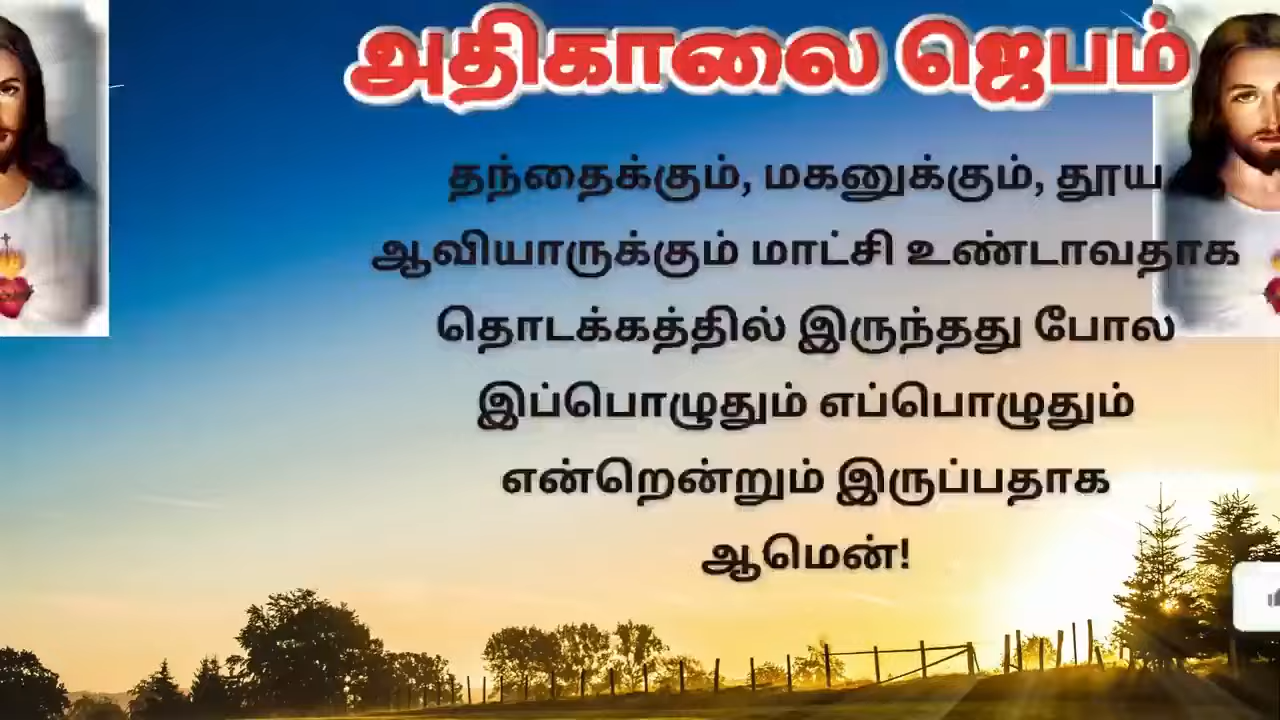 அதிகாலை ஜெபம்
தந்தைக்கும், மகனுக்கும், தூய
ஆவியாருக்கும் மாட்சி உண்டாவதாக
தொடக்கத்தில் இருந்தது போல
இப்பொழுதும் எப்பொழுதும்
என்றென்றும் இருப்பதாக
ஆமென்!